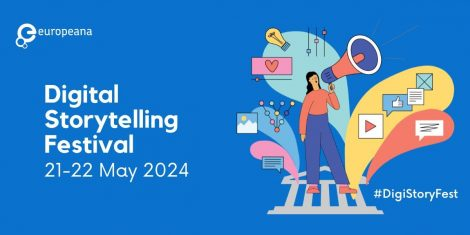 europeana
Digital
Storytelling
Festival
21-22 May 2024
#DigiStoryFest